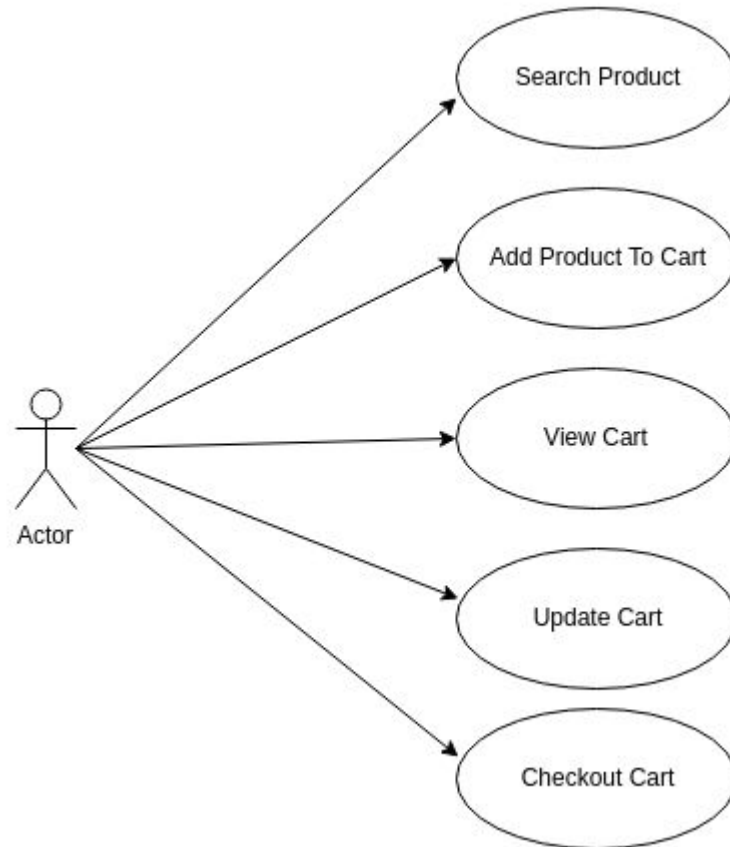 Search Product
Add Product To Cart
View Cart
Actor
Update Cart
Checkout Cart